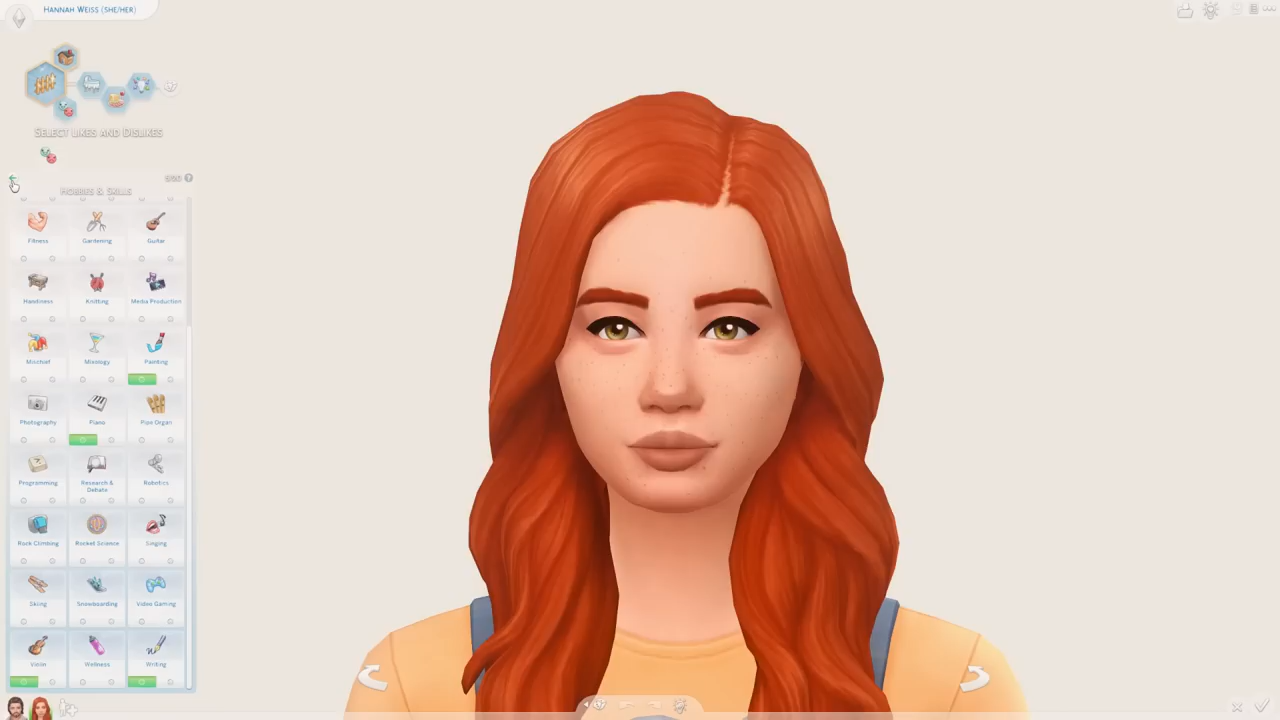 HANNAH WEISS (SHE/HER)
SELECT LIKES AND DISLIKES
HOBBIES & SKILLS
Fitness Gardening Guitar
Handiness Knitting Media Production
Mischief Mixology Painting
Photography Piano Pipe Organ
Programming Research & Debate Robotics
Rock Climbing Rocket Science Singing
Skiing Snowboarding Video Gaming
Violin Wellness Writing